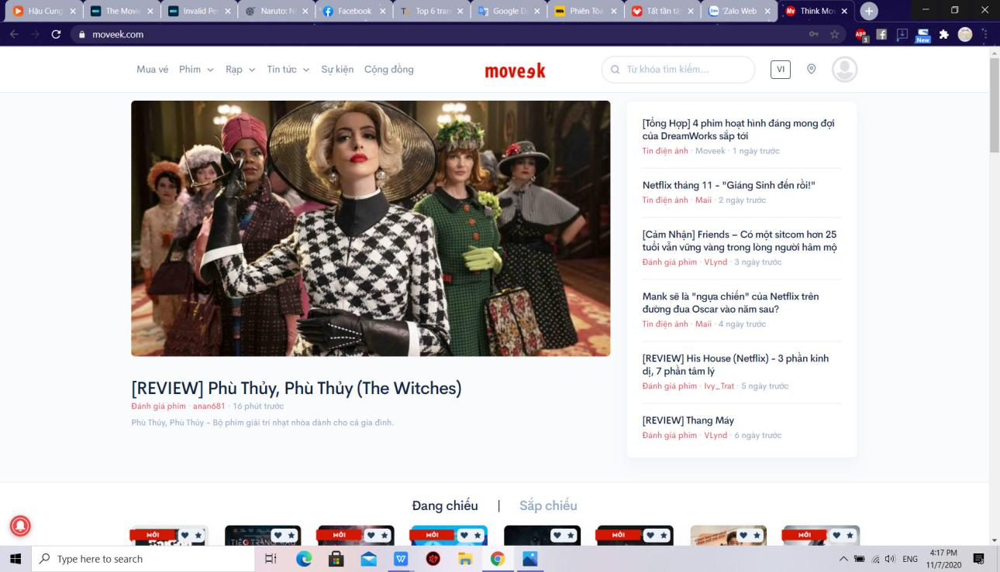 Hậu Cung
The Movie
Invalid Per
Naruto: N
Facebook
Top 6 tran
Google D
Phiên Tòa
Tất tần tậ
Zalo Web
Think Mov
moveek.com
ABP
3
New
Mua vé
Phim
Rạp
Tin tức
Sự kiện
Cộng đồng
moveek
Từ khóa tìm kiếm...
VI
[REVIEW] Phù Thủy, Phù Thủy (The Witches)
Đánh giá phim · anan681 · 16 phút trước
Phù Thủy, Phù Thủy - Bộ phim giải trí nhạt nhòa dành cho cả gia đình.
[Tổng Hợp] 4 phim hoạt hình đáng mong đợi
của DreamWorks sắp tới
Tin điện ảnh · Moveek · 1 ngày trước
Netflix tháng 11 - "Giáng Sinh đến rồi!"
Tin điện ảnh · Maii · 2 ngày trước
[Cảm Nhận] Friends – Có một sitcom hơn 25
tuổi vẫn vững vàng trong lòng người hâm mộ
Đánh giá phim · VLynd · 3 ngày trước
Mank sẽ là "ngựa chiến" của Netflix trên
đường đua Oscar vào năm sau?
Tin điện ảnh · Maii · 4 ngày trước
[REVIEW] His House (Netflix) - 3 phần kinh
dị, 7 phần tâm lý
Đánh giá phim · Ivy_Trat · 5 ngày trước
[REVIEW] Thang Máy
Đánh giá phim · VLynd · 6 ngày trước
Đang chiếu | Sắp chiếu
MỚI
TIỆC TRĂNG MÁU
MỚI
MỚI
MỚI
MỚI
Type here to search
ENG
4:17 PM
11/7/2020